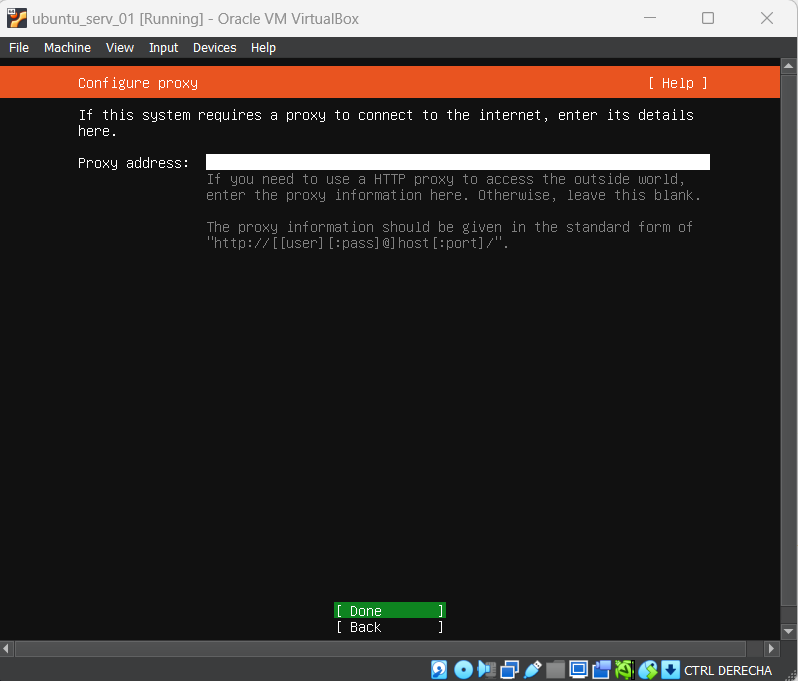 ubuntu_serv_01 [Running] - Oracle VM VirtualBox
File Machine View Input Devices Help
Configure proxy [ Help ]
If this system requires a proxy to connect to the internet, enter its details
here.
Proxy address:
If you need to use a HTTP proxy to access the outside world,
enter the proxy information here. Otherwise, leave this blank.
The proxy information should be given in the standard form of
"http://[[user][:pass]@]host[:port]/".
[ Done ]
[ Back ]
CTRL DERECHA